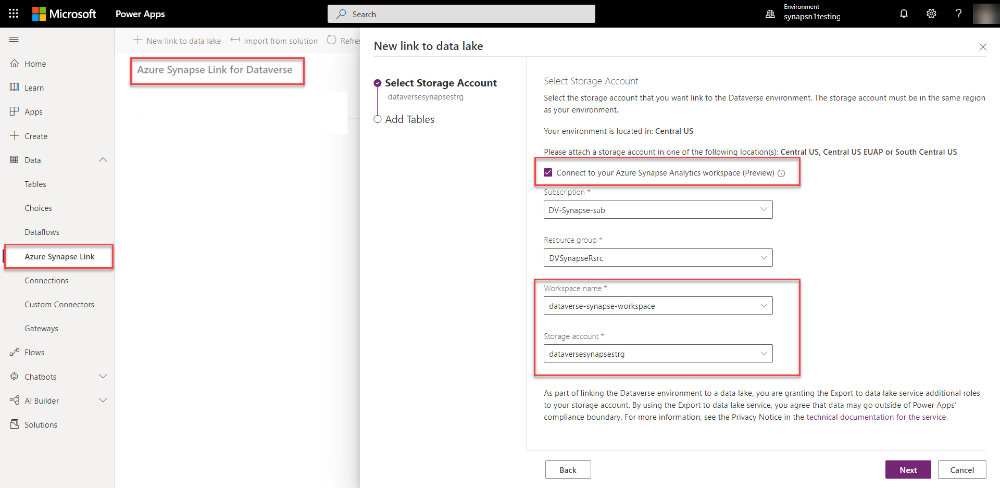 Microsoft
Power Apps
Search
Environment
synapsn1testing
?
Home
Learn
Apps
Create
Data
Tables
Choices
Dataflows
Azure Synapse Link
Connections
Custom Connectors
Gateways
Flows
Chatbots
AI Builder
Solutions
New link to data lake
Import from solution
Refres
Azure Synapse Link for Dataverse
New link to data lake
Select Storage Account
dataversesynapsestrg
Add Tables
Select Storage Account
Select the storage account that you want link to the Dataverse environment. The storage account must be in the same region
as your environment.
Your environment is located in: Central US
Please attach a storage account in one of the following location(s): Central US, Central US EUAP or South Central US
Connect to your Azure Synapse Analytics workspace (Preview)
Subscription *
DV-Synapse-sub
Resource group *
DVSynapseRsrc
Workspace name *
dataverse-synapse-workspace
Storage account *
dataversesynapsestrg
As part of linking the Dataverse environment to a data lake, you are granting the Export to data lake service additional roles
to your storage account. By using the Export to data lake service, you agree that data may go outside of Power Apps’
compliance boundary. For more information, see the Privacy Notice in the technical documentation for the service.
Back
Next
Cancel